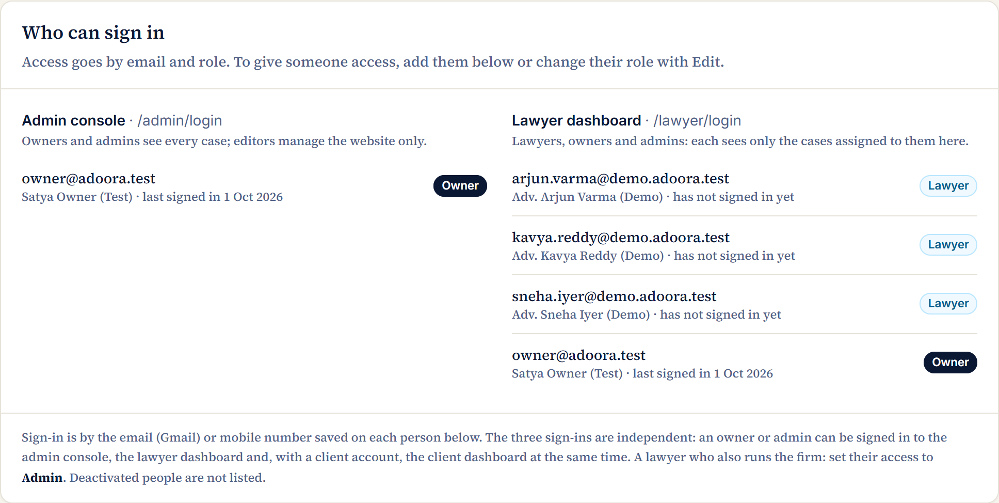 Who can sign in
Access goes by email and role. To give someone access, add them below or change their role with Edit.
Admin console · /admin/login
Owners and admins see every case; editors manage the website only.
owner@adoora.test
Owner
Satya Owner (Test) · last signed in 1 Oct 2026
Lawyer dashboard · /lawyer/login
Lawyers, owners and admins: each sees only the cases assigned to them here.
arjun.varma@demo.adoora.test
Lawyer
Adv. Arjun Varma (Demo) · has not signed in yet
kavya.reddy@demo.adoora.test
Lawyer
Adv. Kavya Reddy (Demo) · has not signed in yet
sneha.iyer@demo.adoora.test
Lawyer
Adv. Sneha Iyer (Demo) · has not signed in yet
owner@adoora.test
Owner
Satya Owner (Test) · last signed in 1 Oct 2026
Sign-in is by the email (Gmail) or mobile number saved on each person below. The three sign-ins are independent: an owner or admin can be signed in to the
admin console, the lawyer dashboard and, with a client account, the client dashboard at the same time. A lawyer who also runs the firm: set their access to
Admin. Deactivated people are not listed.